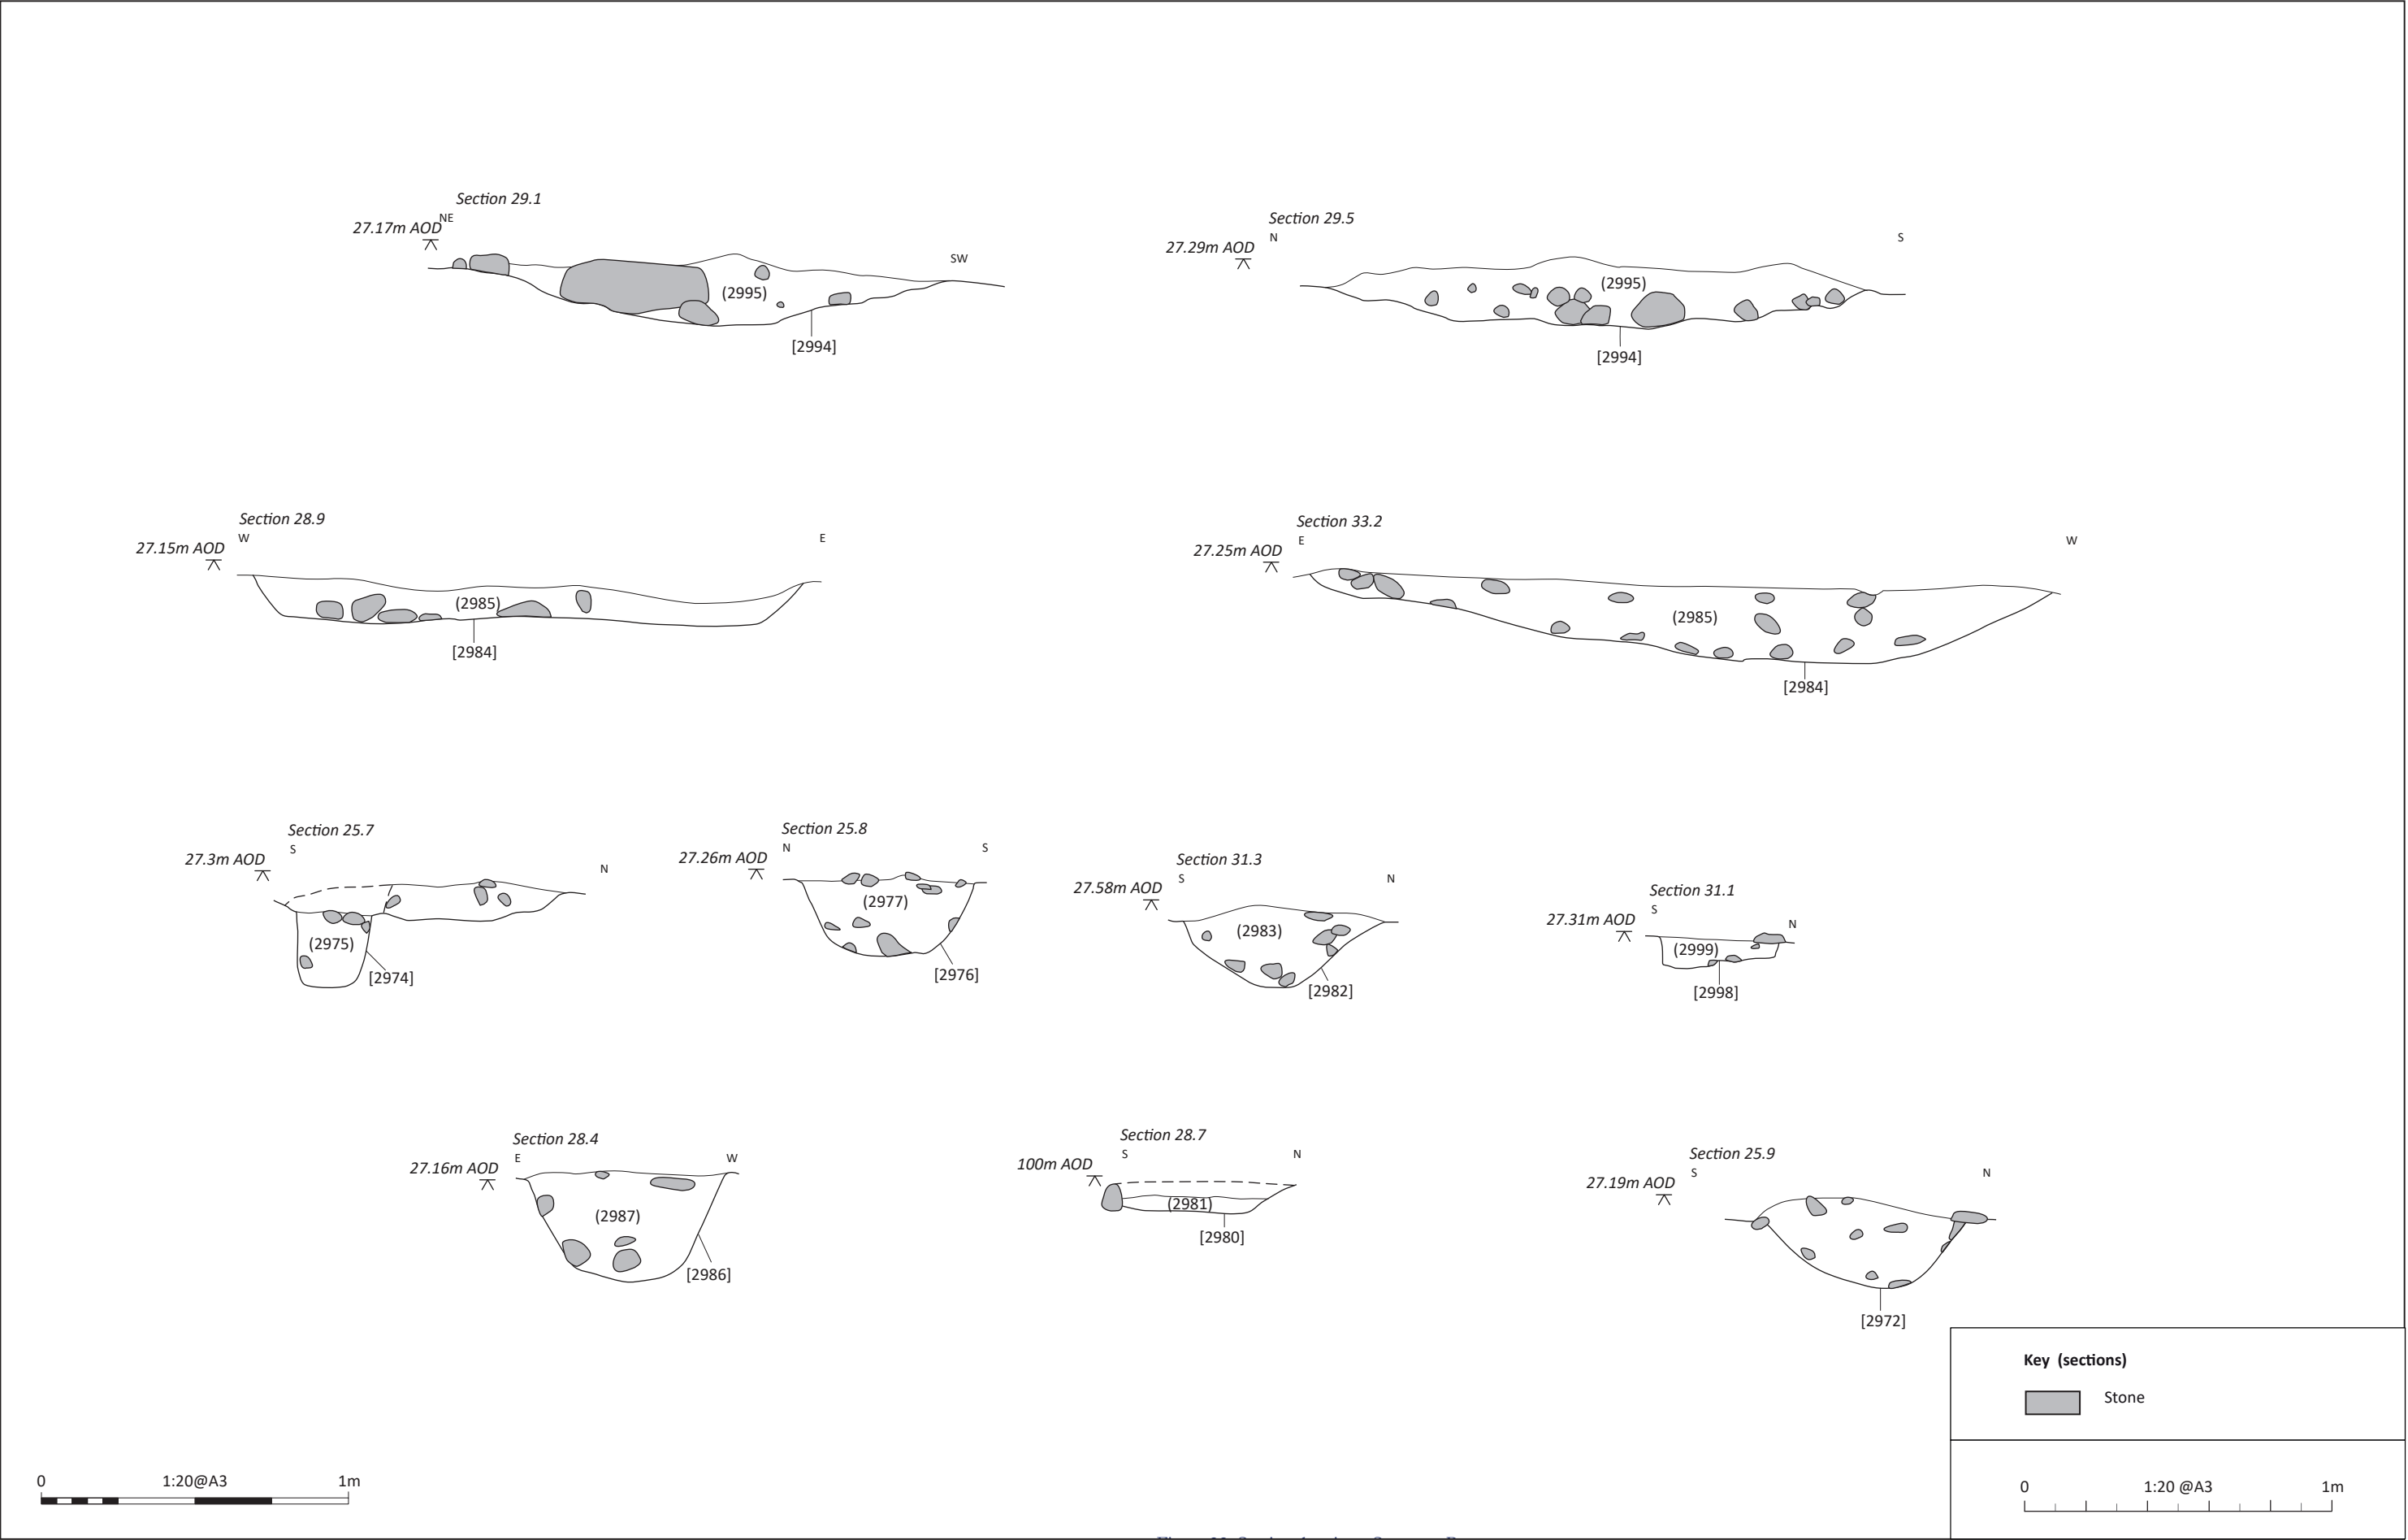 Section 29.1
NE
27.17m AOD
SW
(2995)
[2994]
Section 29.5
N
S
27.29m AOD
(2995)
[2994]
Section 28.9
W
E
27.15m AOD
(2985)
[2984]
Section 33.2
E
W
27.25m AOD
(2985)
[2984]
Section 25.7
S
27.3m AOD
N
(2975)
[2974]
Section 25.8
N
S
27.26m AOD
(2977)
[2976]
Section 31.3
S
N
27.58m AOD
(2983)
[2982]
Section 31.1
S
27.31m AOD
N
(2999)
[2998]
Section 28.4
E
W
27.16m AOD
(2987)
[2986]
Section 28.7
S
N
100m AOD
(2981)
[2980]
Section 25.9
S
N
27.19m AOD
[2972]
Key (sections)
Stone
0 1:20@A3 1m
0 1:20 @A3 1m